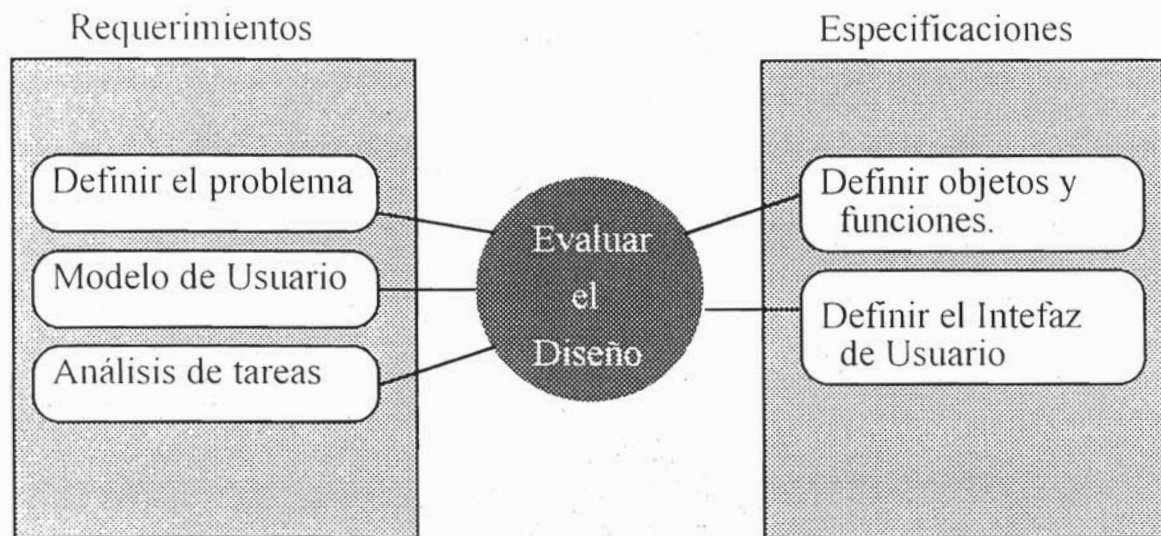 Requerimientos
Definir el problema
Modelo de Usuario
Análisis de tareas
Evaluar
el
Diseño
Especificaciones
Definir objetos y
funciones.
Definir el Intefaz
de Usuario